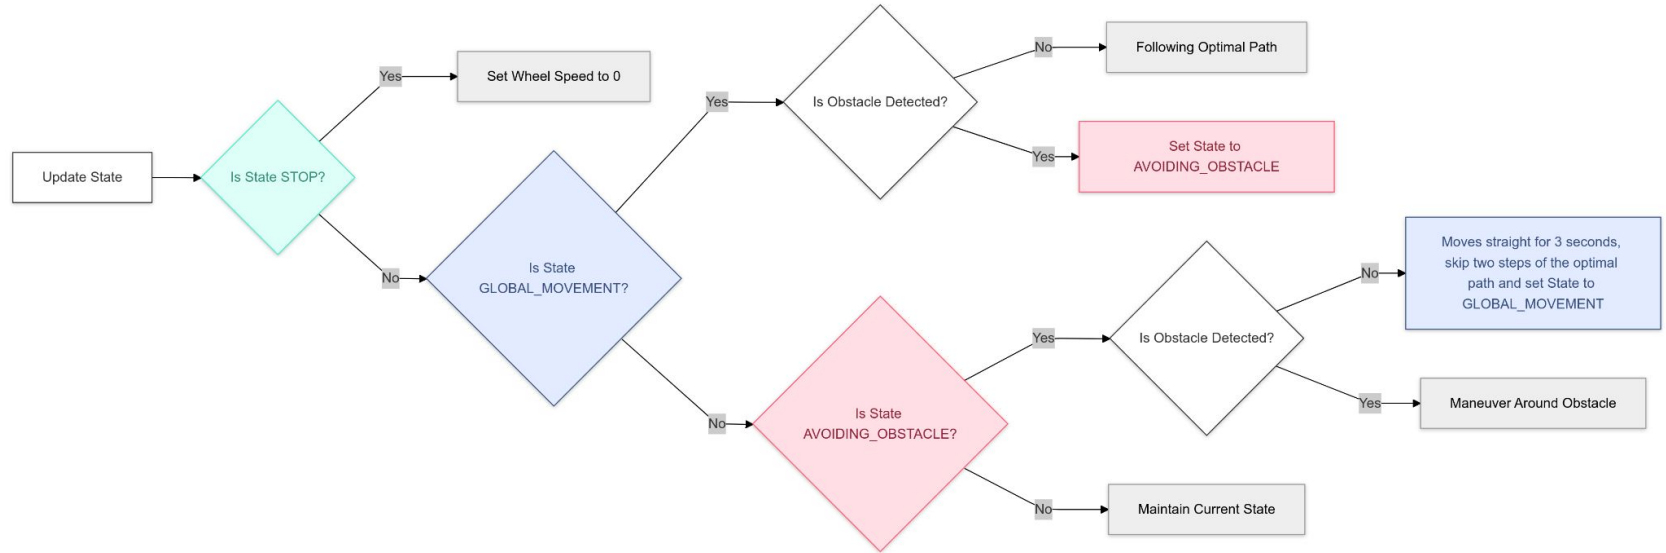 Update State
Is State STOP?
Yes
Set Wheel Speed to 0
No
Is State
GLOBAL_MOVEMENT?
Yes
Is Obstacle Detected?
No
Following Optimal Path
Yes
Set State to
AVOIDING_OBSTACLE
No
Is State
AVOIDING_OBSTACLE?
Yes
Is Obstacle Detected?
No
Moves straight for 3 seconds,
skip two steps of the optimal
path and set State to
GLOBAL_MOVEMENT
Yes
Maneuver Around Obstacle
No
Maintain Current State